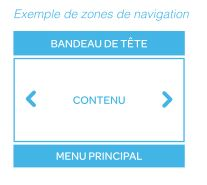 Exemple de zones de navigation
BANDEAU DE TÊTE
CONTENU
MENU PRINCIPAL